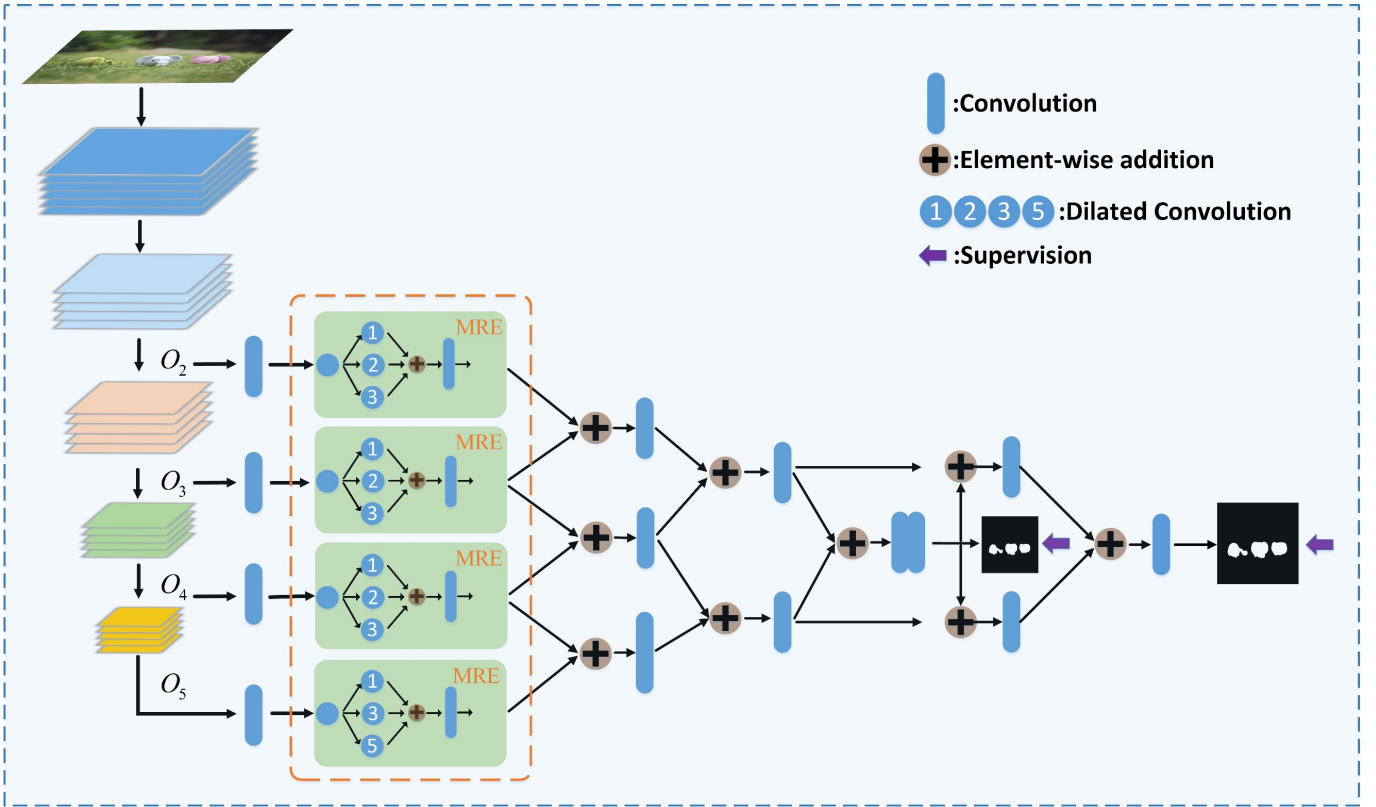 :Convolution
:Element-wise addition
1 2 3 5 :Dilated Convolution
:Supervision
O2
MRE
1
2
3
O3
MRE
1
2
3
O4
MRE
1
2
3
O5
MRE
1
3
5